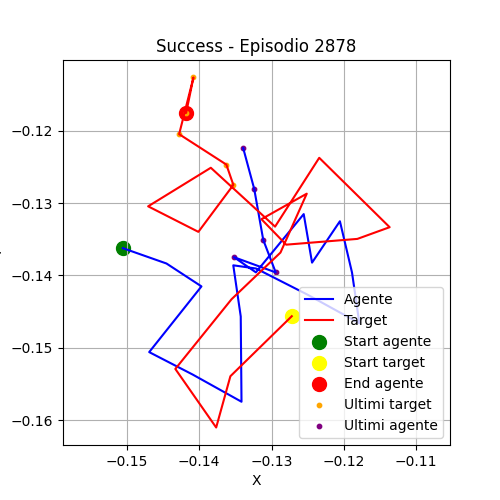 Success - Episodio 2878
−0.12
−0.13
−0.14
−0.15
−0.16
−0.15
−0.14
−0.13
−0.12
−0.11
X
Agente
Target
Start agente
Start target
End agente
Ultimi target
Ultimi agente